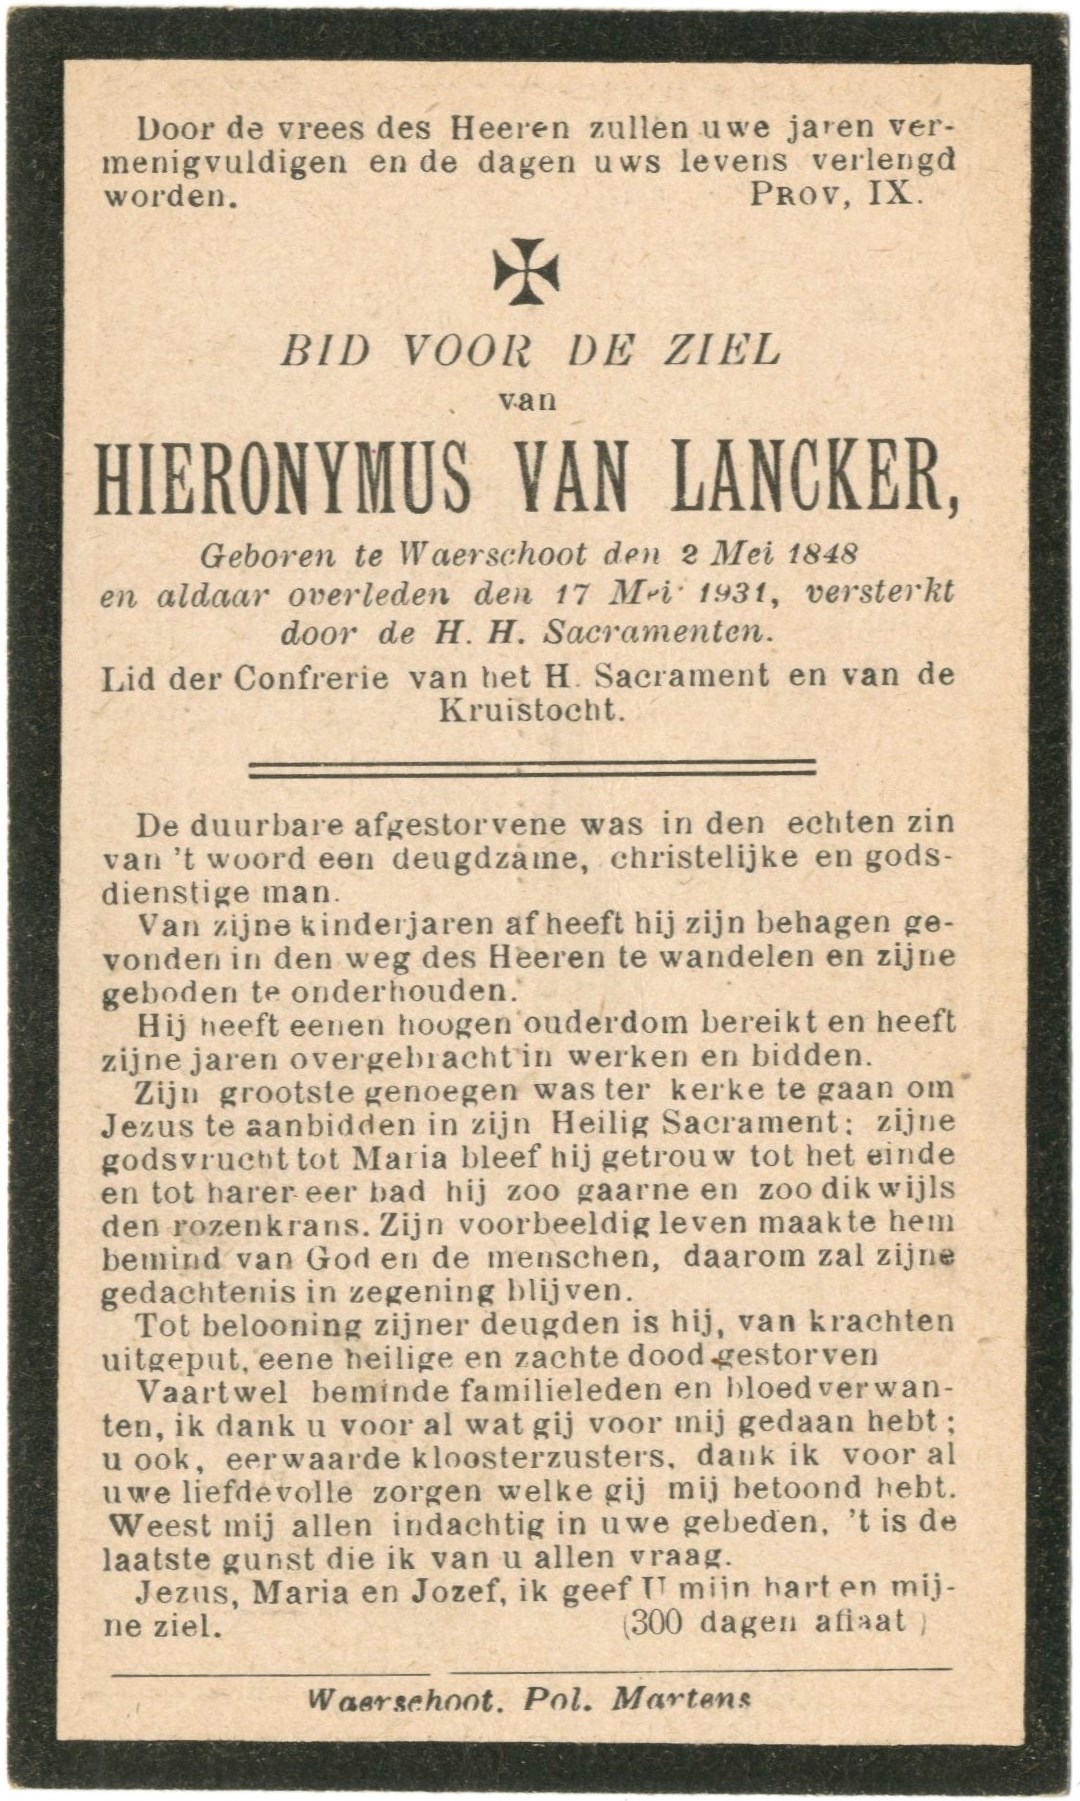 Door de vrees des Heeren zullen uwe jaren ver-
menigvuldigen en de dagen uws levens verlengd
worden. PROV, IX.
BID VOOR DE ZIEL
van
HIERONYMUS VAN LANCKER,
Geboren te Waerschoot den 2 Mei 1848
en aldaar overleden den 17 Mei 1931, versterkt
door de H. H. Sacramenten.
Lid der Confrerie van het H. Sacrament en van de
Kruistocht.
De duurbare afgestorvene was in den echten zin
van 't woord een deugdzame, christelijke en gods-
dienstige man.
Van zijne kinderjaren af heeft hij zijn behagen ge-
vonden in den weg des Heeren te wandelen en zijne
geboden te onderhouden.
Hij heeft eenen hoogen ouderdom bereikt en heeft
zijne jaren overgebracht in werken en bidden.
Zijn grootste genoegen was ter kerke te gaan om
Jezus te aanbidden in zijn Heilig Sacrament; zijne
godsvrucht tot Maria bleef hij getrouw tot het einde
en tot harer eer bad hij zoo gaarne en zoo dikwijls
den rozenkrans. Zijn voorbeeldig leven maakte hem
bemind van God en de menschen, daarom zal zijne
gedachtenis in zegening blijven.
Tot belooning zijner deugden is hij, van krachten
uitgeput, eene heilige en zachte dood gestorven
Vaartwel beminde familieleden en bloedverwan-
ten, ik dank u voor al wat gij voor mij gedaan hebt;
u ook, eerwaarde kloosterzusters, dank ik voor al
uwe liefdevolle zorgen welke gij mij betoond hebt.
Weest mij allen indachtig in uwe gebeden, 't is de
laatste gunst die ik van u allen vraag.
Jezus, Maria en Jozef, ik geef U mijn hart en mij-
ne ziel. (300 dagen aflaat)
Waerschoot. Pol. Martens